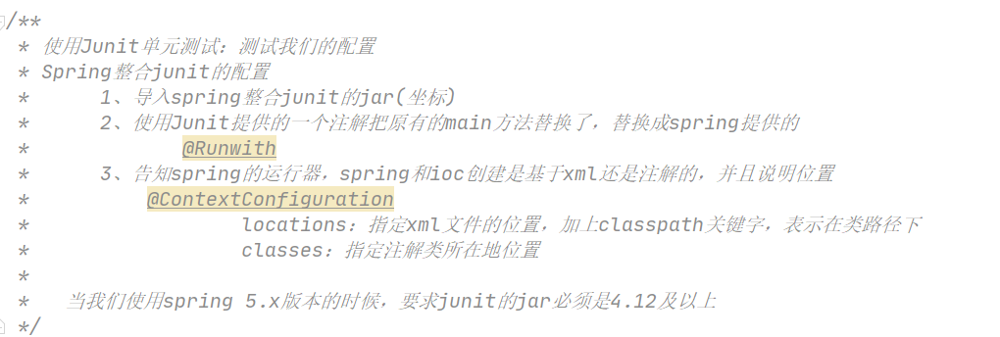 /**
* 使用Junit单元测试：测试我们的配置
* Spring整合junit的配置
* 1、导入spring整合junit的jar(坐标)
* 2、使用Junit提供的一个注解把原有的main方法替换了，替换成spring提供的
* @Runwith
* 3、告知spring的运行器，spring和ioc创建是基于xml还是注解的，并且说明位置
* @ContextConfiguration
* locations：指定xml文件的位置，加上classpath关键字，表示在类路径下
* classes：指定注解类所在地位置
*
* 当我们使用spring 5.x版本的时候，要求junit的jar必须是4.12及以上
*/